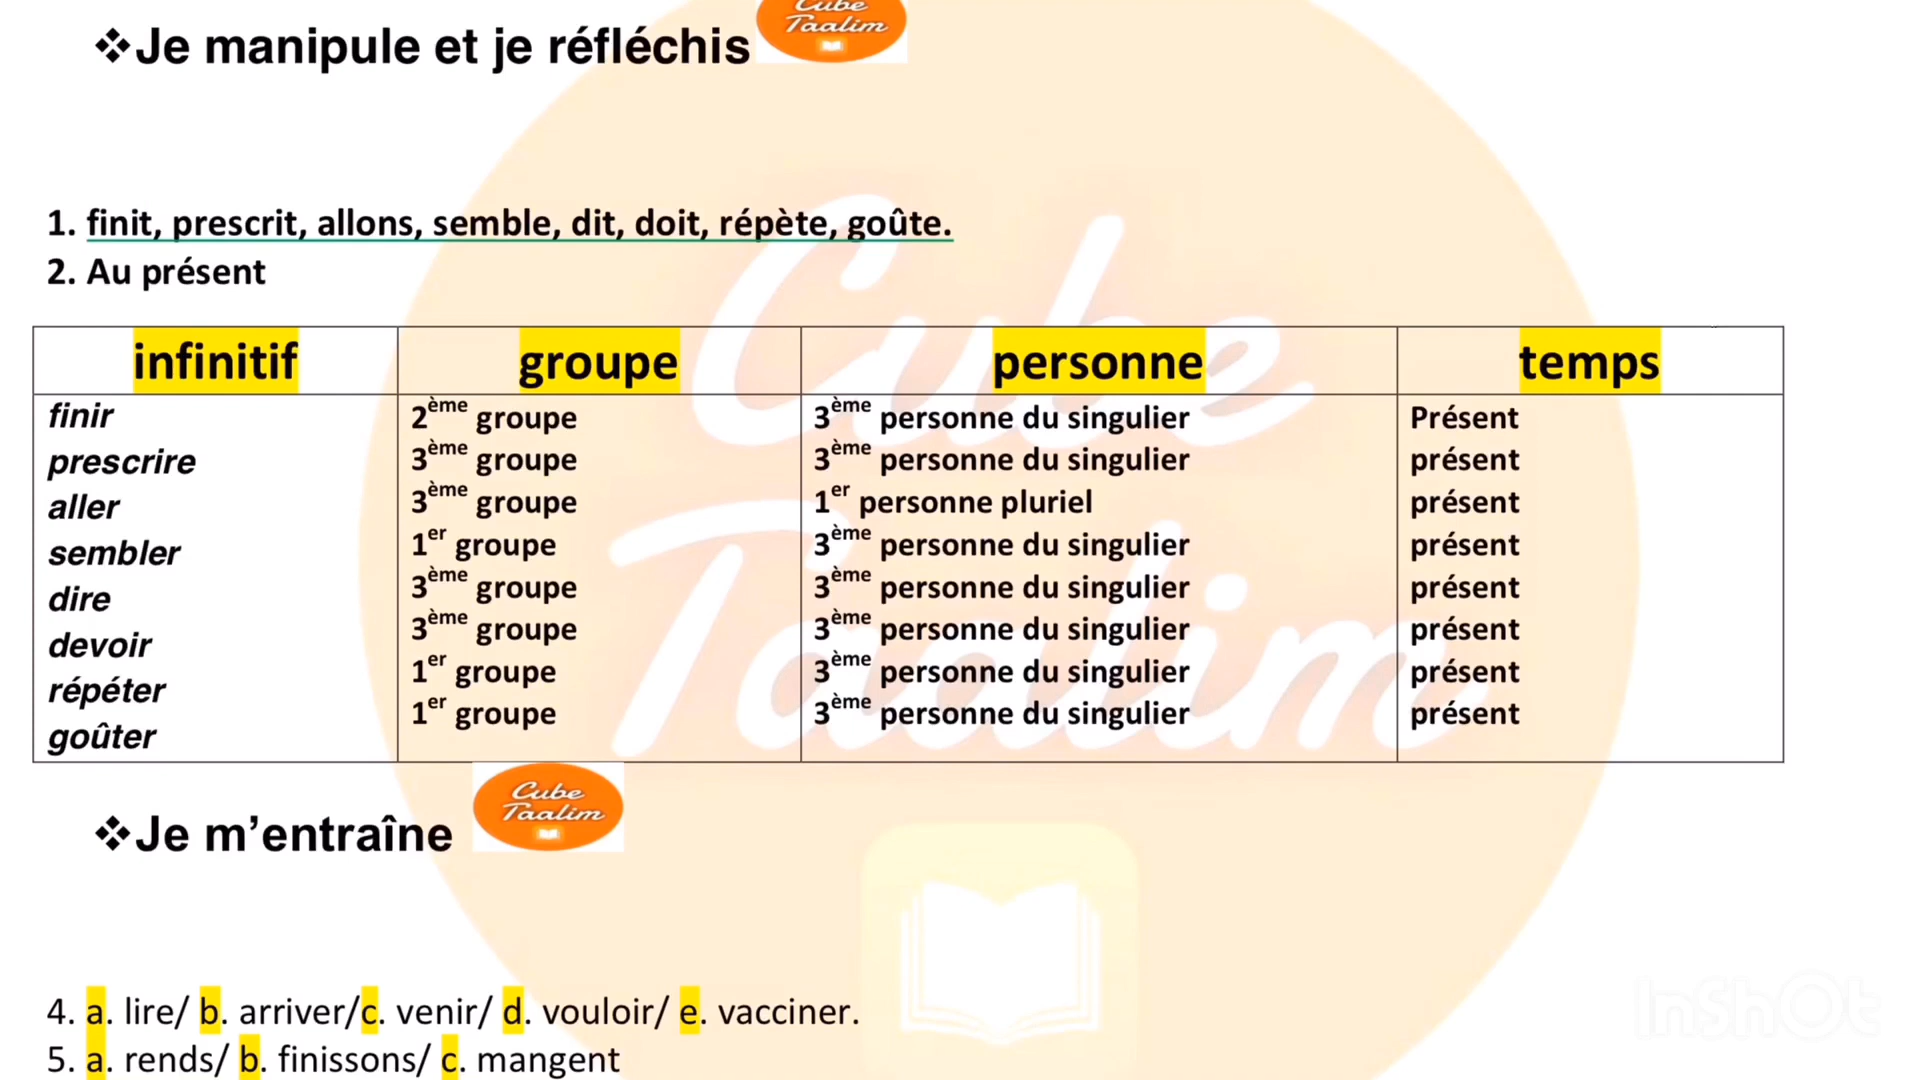 ❖Je manipule et je réfléchis
Cube
Taalim
1. finit, prescrit, allons, semble, dit, doit, répète, goûte.
2. Au présent
infinitif groupe personne temps
finir 2ème groupe 3ème personne du singulier Présent
prescrire 3ème groupe 3ème personne du singulier présent
aller 3ème groupe 1er personne pluriel présent
sembler 1er groupe 3ème personne du singulier présent
dire 3ème groupe 3ème personne du singulier présent
devoir 3ème groupe 3ème personne du singulier présent
répéter 1er groupe 3ème personne du singulier présent
goûter 1er groupe 3ème personne du singulier présent
Cube
Taalim
❖Je m’entraîne
Cube
Taalim
4. a. lire/ b. arriver/c. venir/ d. vouloir/ e. vacciner.
5. a. rends/ b. finissons/ c. mangent
InShOt